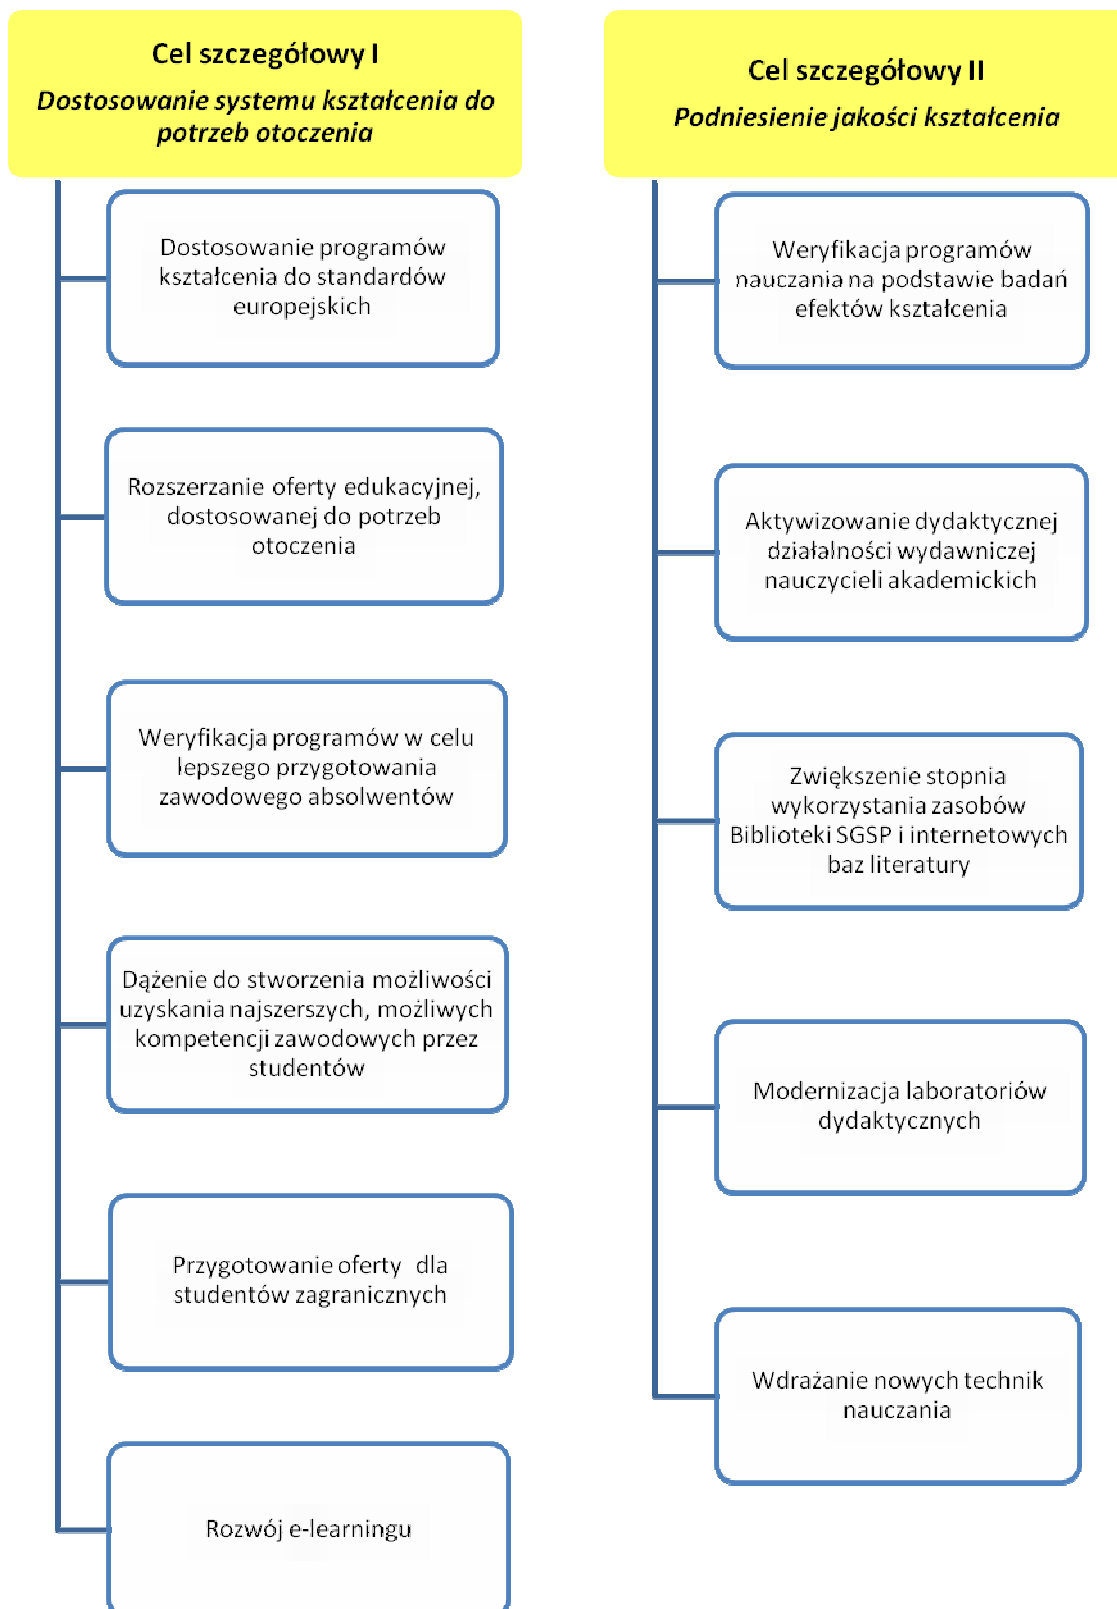 Cel szczegółowy I
Dostosowanie systemu kształcenia do
potrzeb otoczenia
Dostosowanie programów
kształcenia do standardów
europejskich
Rozszerzanie oferty edukacyjnej,
dostosowanej do potrzeb
otoczenia
Weryfikacja programów w celu
lepszego przygotowania
zawodowego absolwentów
Dążenie do stworzenia możliwości
uzyskania najszerszych, możliwych
kompetencji zawodowych przez
studentów
Przygotowanie oferty dla
studentów zagranicznych
Rozwój e-learningu
Cel szczegółowy II
Podniesienie jakości kształcenia
Weryfikacja programów
nauczania na podstawie badań
efektów kształcenia
Aktywizowanie dydaktycznej
działalności wydawniczej
nauczycieli akademickich
Zwiększenie stopnia
wykorzystania zasobów
Biblioteki SGSP i internetowych
baz literatury
Modernizacja laboratoriów
dydaktycznych
Wdrażanie nowych technik
nauczania